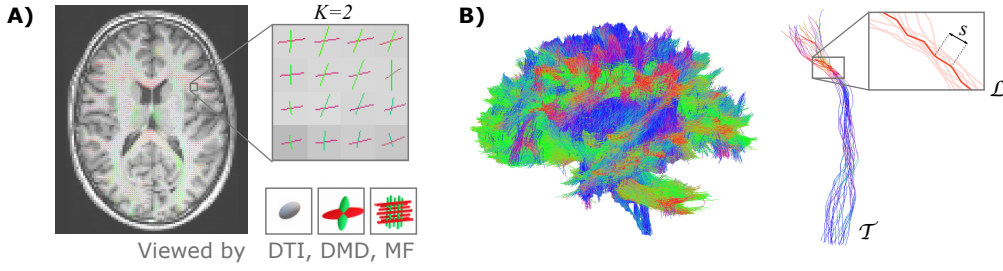 A)
K=2
Viewed by DTI, DMD, MF
B)
s
ℒ
𝒯